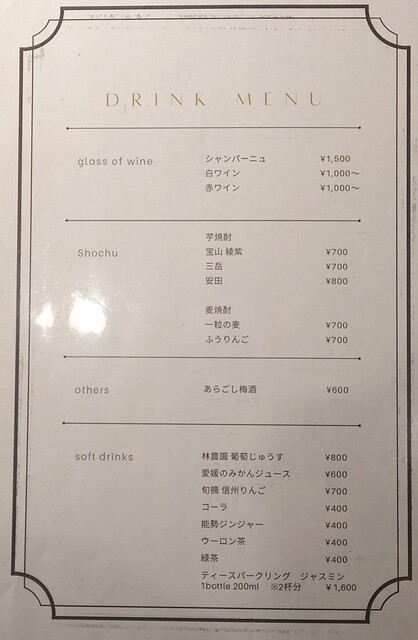 DRINK MENU
glass of wine
シャンパーニュ ¥1,500
白ワイン ¥1,000〜
赤ワイン ¥1,000〜
Shochu
芋焼酎
宝山 綾紫 ¥700
三岳 ¥700
安田 ¥800
麦焼酎
一粒の麦 ¥700
ふうりんご ¥700
others
あらごし梅酒 ¥600
soft drinks
林農園 葡萄じゅうす ¥800
愛媛のみかんジュース ¥600
旬摘 信州りんご ¥700
コーラ ¥400
能勢ジンジャー ¥400
ウーロン茶 ¥400
緑茶 ¥400
ティースパークリング ジャスミン
1bottle 200ml ※2杯分 ¥1,600